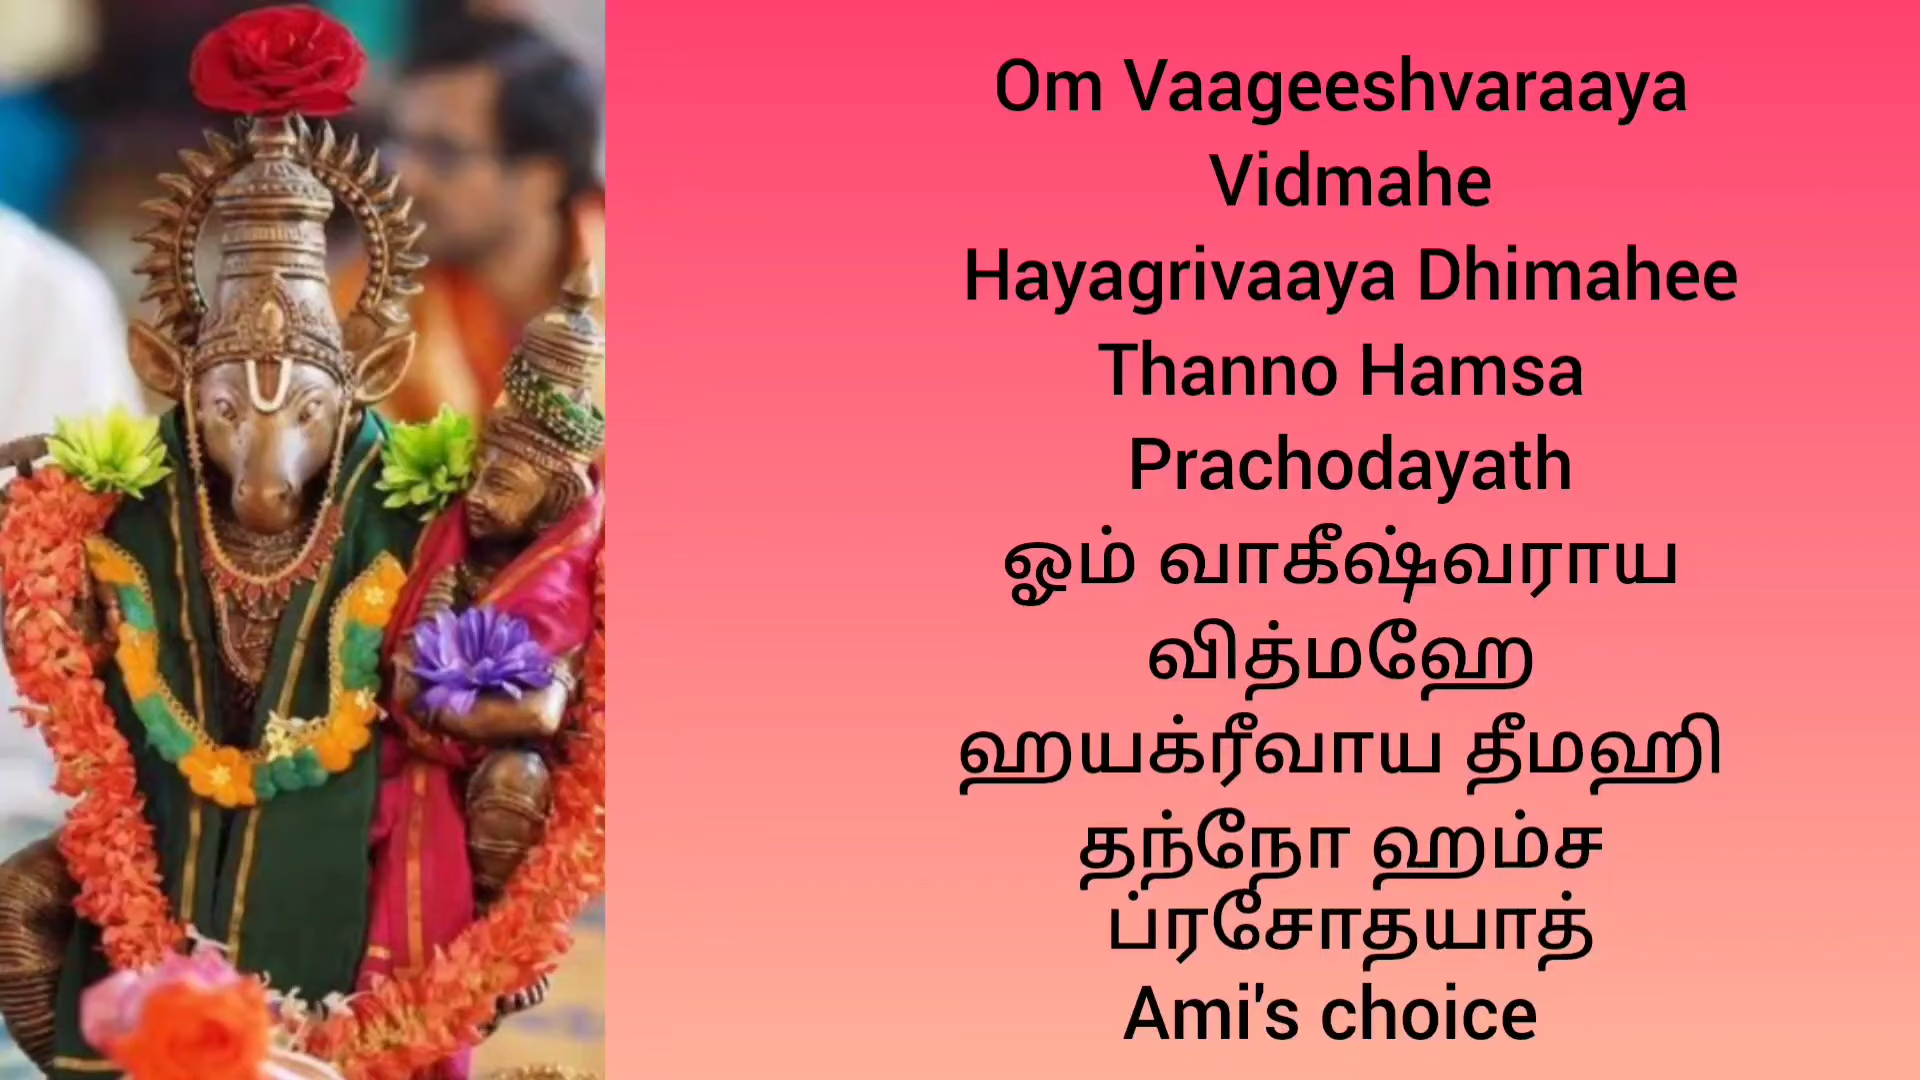 Om Vaageeshvaraaya
Vidmahe
Hayagrivaaya Dhimahee
Thanno Hamsa
Prachodayath
ஓம் வாகீஷ்வராய
வித்மஹே
ஹயக்ரீவாய தீமஹி
தந்நோ ஹம்ச
ப்ரசோதயாத்
Ami's choice